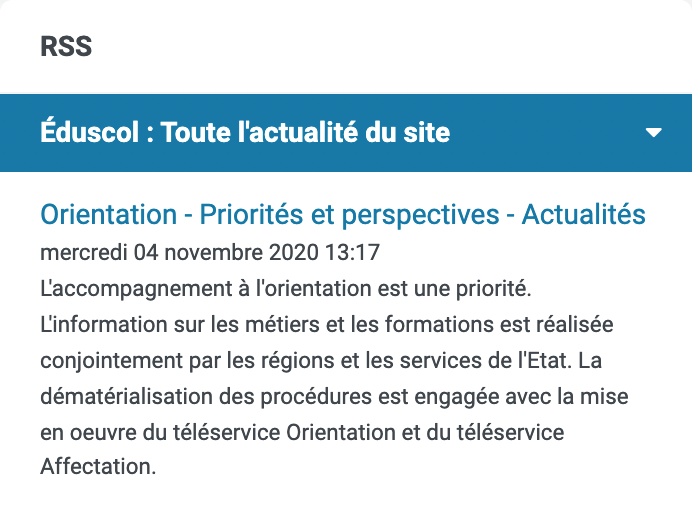 RSS
Éduscol : Toute l'actualité du site
Orientation - Priorités et perspectives - Actualités
mercredi 04 novembre 2020 13:17
L'accompagnement à l'orientation est une priorité.
L'information sur les métiers et les formations est réalisée
conjointement par les régions et les services de l'Etat. La
dématérialisation des procédures est engagée avec la mise
en oeuvre du téléservice Orientation et du téléservice
Affectation.